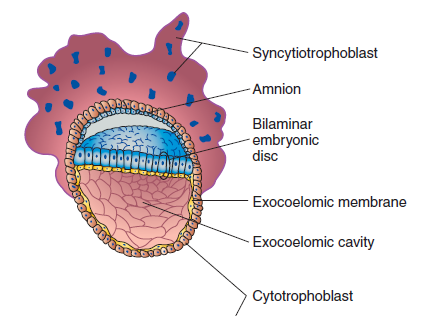 Syncytiotrophoblast
Amnion
Bilaminar
embryonic
disc
Exocoelomic membrane
Exocoelomic cavity
Cytotrophoblast